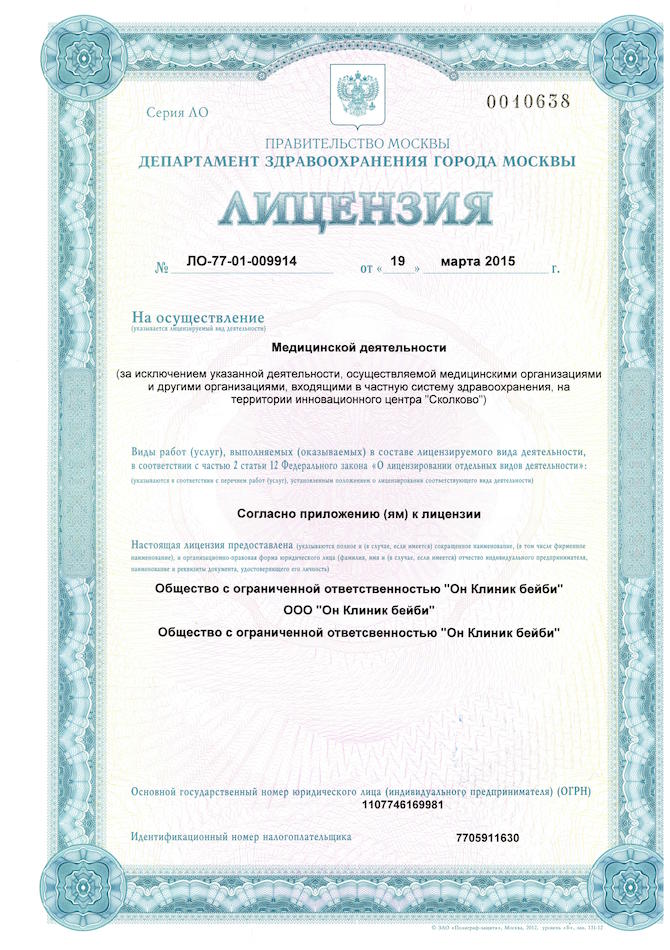 Серия ЛО
0010638
ПРАВИТЕЛЬСТВО МОСКВЫ
ДЕПАРТАМЕНТ ЗДРАВООХРАНЕНИЯ ГОРОДА МОСКВЫ
ЛИЦЕНЗИЯ
№ ЛО-77-01-009914 от « 19 » марта 2015 г.
На осуществление
(указывается лицензируемый вид деятельности)
Медицинской деятельности
(за исключением указанной деятельности, осуществляемой медицинскими организациями
и другими организациями, входящими в частную систему здравоохранения, на
территории инновационного центра "Сколково")
Виды работ (услуг), выполняемых (оказываемых) в составе лицензируемого вида деятельности,
в соответствии с частью 2 статьи 12 Федерального закона «О лицензировании отдельных видов деятельности»:
(указываются в соответствии с перечнем работ (услуг), установленным положением о лицензировании соответствующего вида деятельности)
Согласно приложению (ям) к лицензии
Настоящая лицензия предоставлена (указываются полное и (в случае, если имеется) сокращенное наименование, (в том числе фирменное
наименование), и организационно-правовая форма юридического лица (фамилия, имя и (в случае, если имеется) отчество индивидуального предпринимателя,
наименование и реквизиты документа, удостоверяющего его личность)
Общество с ограниченной ответственностью "Он Клиник бейби"
ООО "Он Клиник бейби"
Общество с ограниченной ответсвенностью "Он Клиник бейби"
Основной государственный номер юридического лица (индивидуального предпринимателя) (ОГРН)
1107746169981
Идентификационный номер налогоплательщика 7705911630
© ЗАО «Полиграф-защита», Москва, 2012, уровень «Б», зак. 131-12